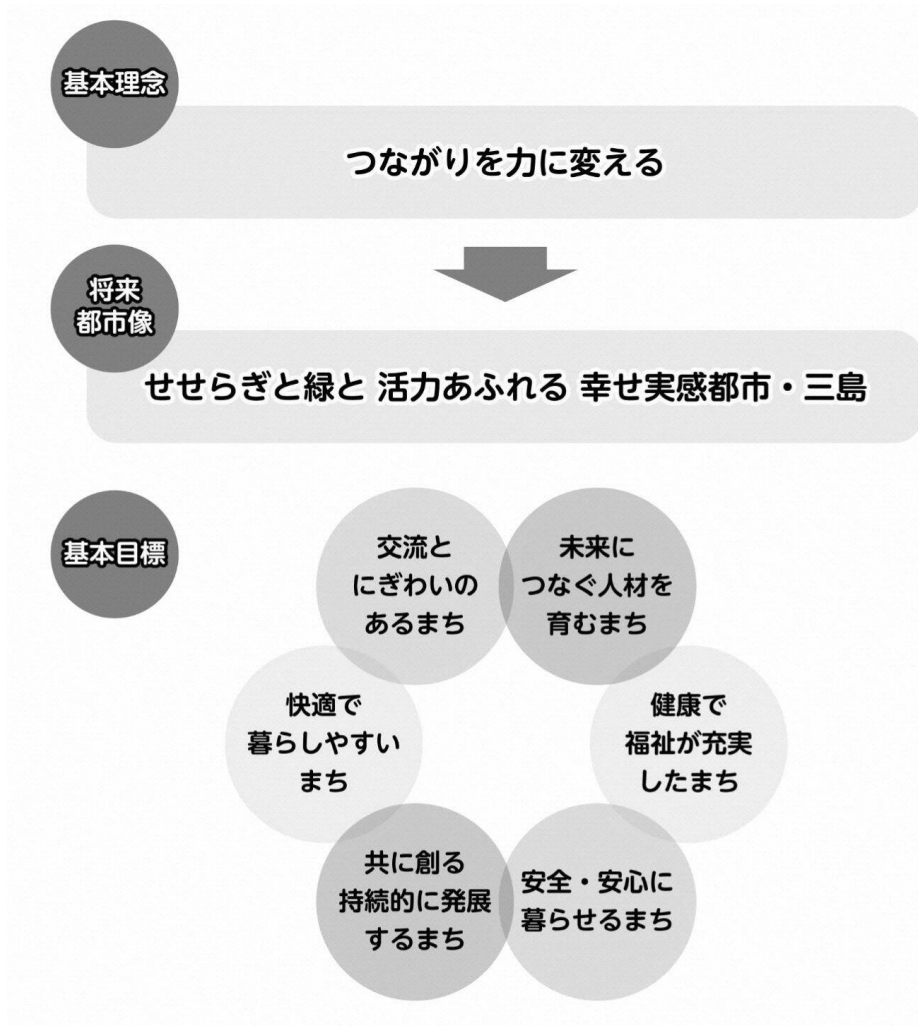 基本理念
つながりを力に変える
将来
都市像
せせらぎと緑と 活力あふれる 幸せ実感都市・三島
基本目標
交流と
にぎわいの
あるまち
未来に
つなぐ人材を
育むまち
快適で
暮らしやすい
まち
健康で
福祉が充実
したまち
共に創る
持続的に発展
するまち
安全・安心に
暮らせるまち